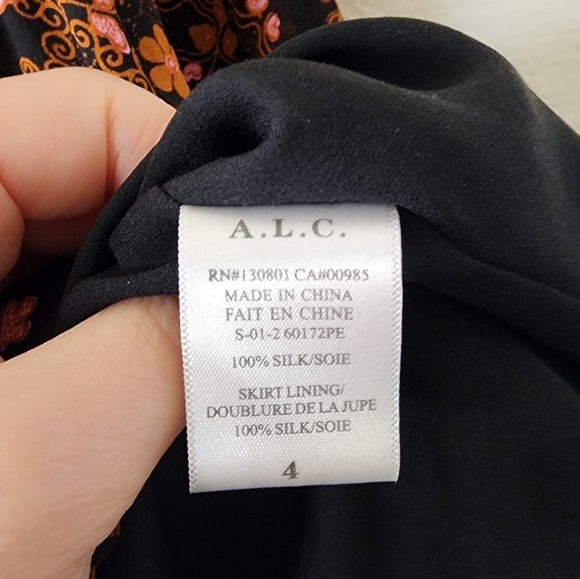 A.L.C.
RN#130801 CA#00985
MADE IN CHINA
FAIT EN CHINE
S-01-2 60172PE
100% SILK/SOIE
SKIRT LINING/
DOUBLURE DE LA JUPE
100% SILK/SOIE
4